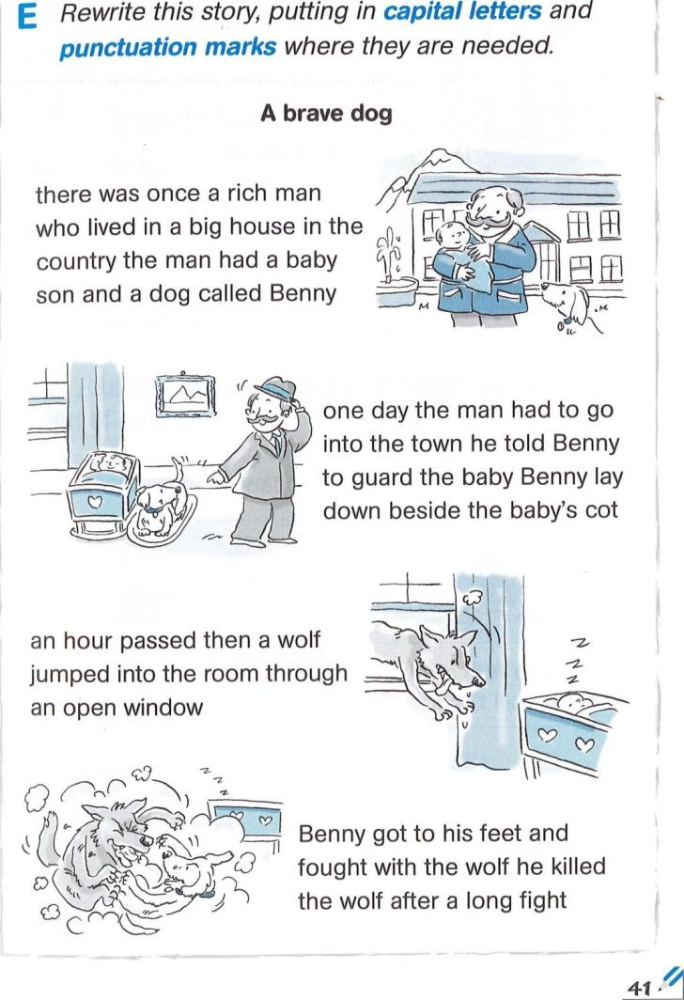 E Rewrite this story, putting in capital letters and
punctuation marks where they are needed.
A brave dog
there was once a rich man
who lived in a big house in the
country the man had a baby
son and a dog called Benny
one day the man had to go
into the town he told Benny
to guard the baby Benny lay
down beside the baby’s cot
an hour passed then a wolf
jumped into the room through
an open window
z
z
z
z
z
z
Benny got to his feet and
fought with the wolf he killed
the wolf after a long fight
41